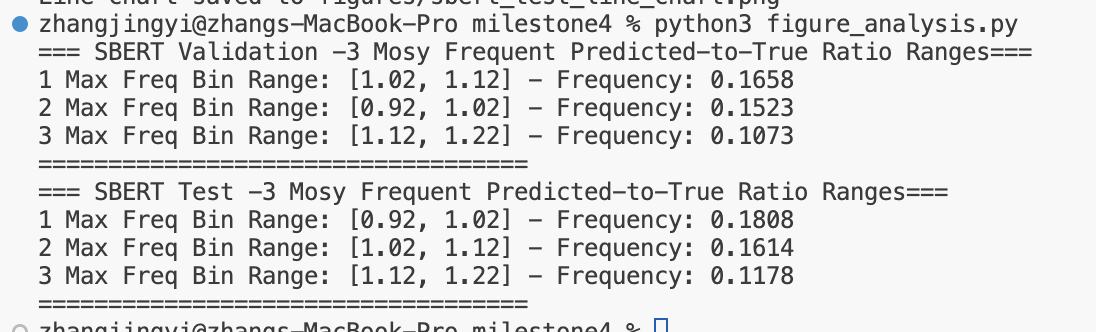 Line chart saved to figures/sbert_test_line_chart.png
zhangjingyi@zhangs-MacBook-Pro milestone4 % python3 figure_analysis.py
=== SBERT Validation -3 Mosy Frequent Predicted-to-True Ratio Ranges===
1 Max Freq Bin Range: [1.02, 1.12] - Frequency: 0.1658
2 Max Freq Bin Range: [0.92, 1.02] - Frequency: 0.1523
3 Max Freq Bin Range: [1.12, 1.22] - Frequency: 0.1073
===================================
=== SBERT Test -3 Mosy Frequent Predicted-to-True Ratio Ranges===
1 Max Freq Bin Range: [0.92, 1.02] - Frequency: 0.1808
2 Max Freq Bin Range: [1.02, 1.12] - Frequency: 0.1614
3 Max Freq Bin Range: [1.12, 1.22] - Frequency: 0.1178
===================================
zhangjingyi@zhangs-MacBook-Pro milestone4 %